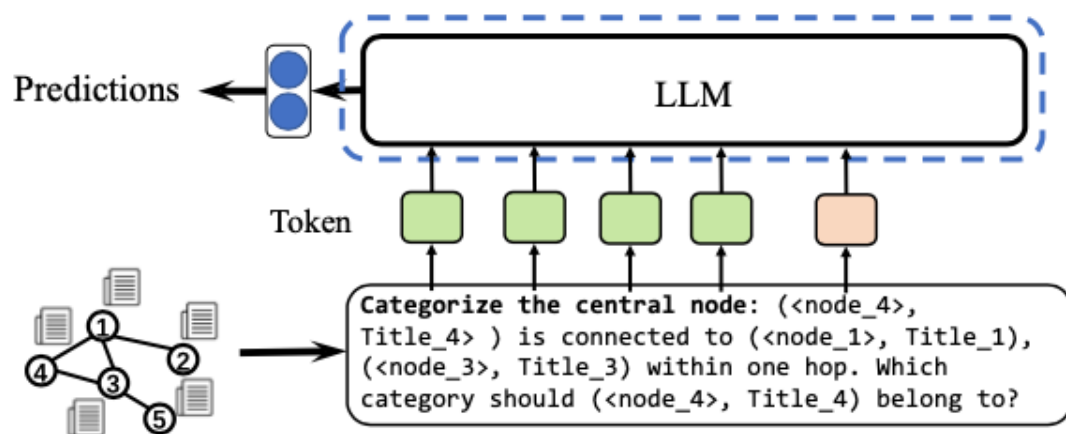 Predictions
LLM
Token
1
2
4
3
5
Categorize the central node: (<node_4>,
Title_4> ) is connected to (<node_1>, Title_1),
(<node_3>, Title_3) within one hop. Which
category should (<node_4>, Title_4) belong to?